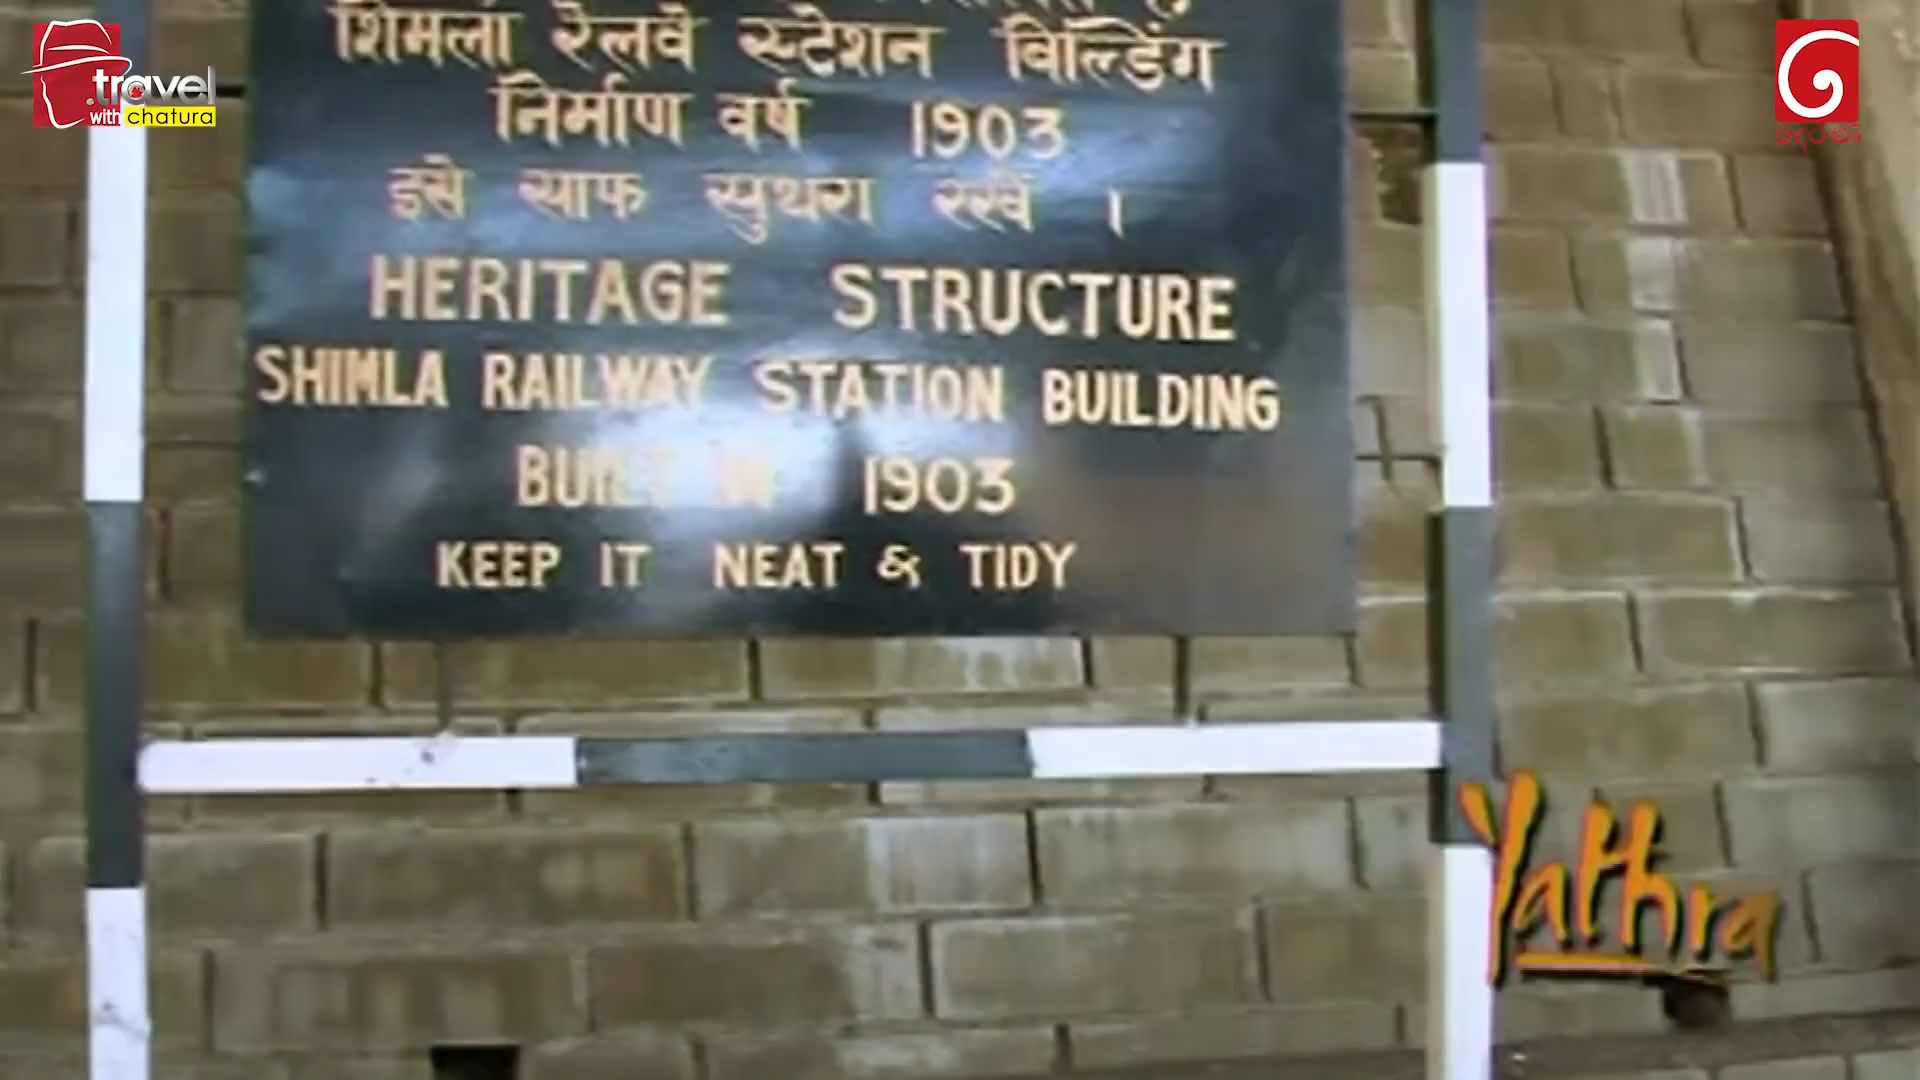 .travel
with chatura
शिमला रेलवे स्टेशन बिल्डिंग
निर्माण वर्ष 1903
इसे साफ सुथरा रखें ।
HERITAGE STRUCTURE
SHIMLA RAILWAY STATION BUILDING
BUILT IN 1903
KEEP IT NEAT & TIDY
Yathra